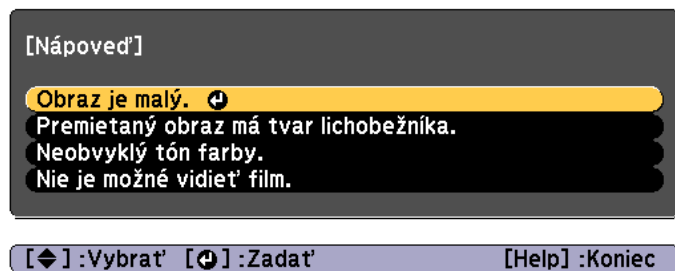 [Nápoveď]
Obraz je malý.
Premietaný obraz má tvar lichobežníka.
Neobvyklý tón farby.
Nie je možné vidieť film.
[◆] :Vybrať [↵] :Zadať [Help] :Koniec